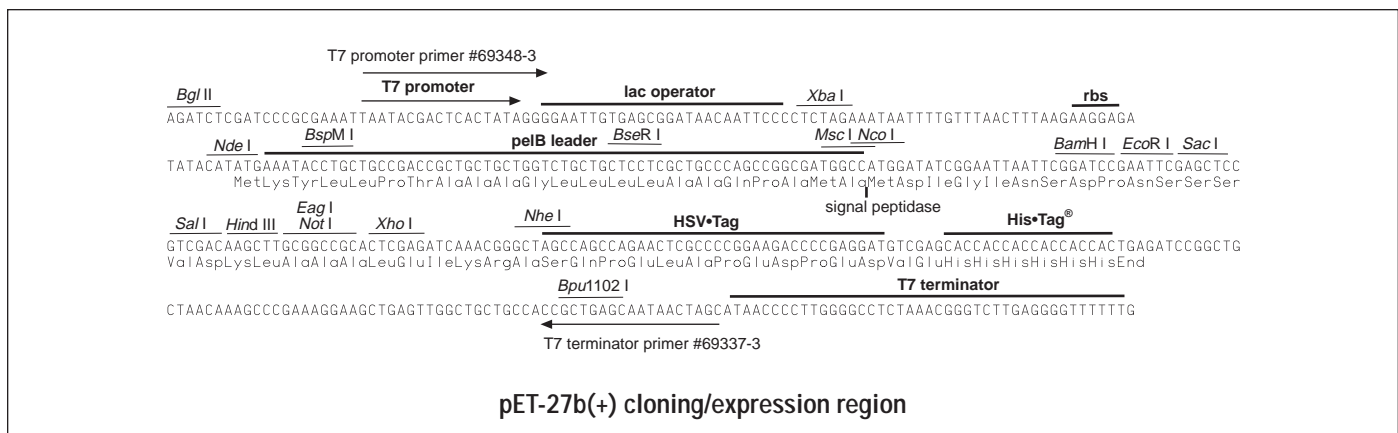 T7 promoter primer #69348-3
Bgl II T7 promoter lac operator Xba I rbs
AGATCTCGATCCCGCGAAATTAATACGACTCACTATAGGGGAATTGTGAGCGGATAACAATTCCCCTCTAGAAATAATTTTGTTTAACTTTAAGAAGGAGA
Nde I BspM I pelB leader BseR I Msc I Nco I BamH I EcoR I Sac I
TATACATATGAAATACCTGCTGCCGACCGCTGCTGCTGGTCTGCTGCTCCTCGCTGCCCAGCCGGCGATGGCCATGGATATCGGAATTAATTCGGATCCGAATTCGAGCTCC
MetLysTyrLeuLeuProThrAlaAlaAlaGlyLeuLeuLeuLeuAlaAlaGlnProAlaMetAlaMetAspIleGlyIleAsnSerAspProAsnSerSerSer
signal peptidase
Sal I Hind III Eag I Not I Xho I Nhe I HSV•Tag His•Tag®
GTCGACAAGCTTGCGGCCGCACTCGAGATCAAACGGGCTAGCCAGCCAGAACTCGCCCCGGAAGACCCCGAGGATGTCGAGCACCACCACCACCACCACTGAGATCCGGCTG
ValAspLysLeuAlaAlaAlaLeuGluIleLysArgAlaSerGlnProGluLeuAlaProGluAspProGluAspValGluHisHisHisHisHisHisEnd
Bpu1102 I T7 terminator
CTAACAAAGCCCGAAAGGAAGCTGAGTTGGCTGCTGCCACCGCTGAGCAATAACTAGCATAACCCCTTGGGGCCTCTAAACGGGTCTTGAGGGGTTTTTTG
T7 terminator primer #69337-3
pET-27b(+) cloning/expression region